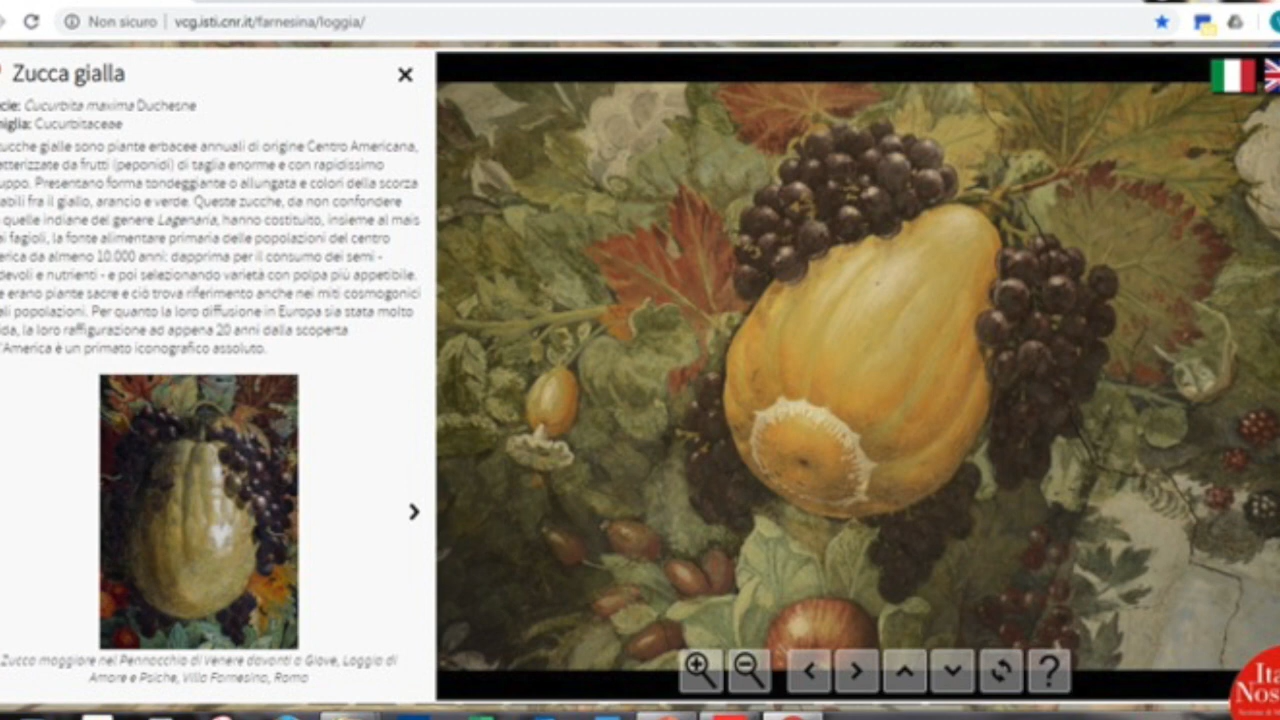 Non sicuro | vcg.isti.cnr.it/farnesina/loggia/
Zucca gialla
cie: Cucurbita maxima Duchesne
niglia: Cucurbitaceae
ucche gialle sono piante erbacee annuali di origine Centro Americana,
atterizzate da frutti (peponidi) di taglia enorme e con rapidissimo
uppo. Presentano forma tondeggiante o allungata e colori della scorza
abili fra il giallo, arancio e verde. Queste zucche, da non confondere
quelle indiane del genere Lagenaria, hanno costituito, insieme al mais
ai fagioli, la fonte alimentare primaria delle popolazioni del centro
erica da almeno 10.000 anni: dapprima per il consumo dei semi -
devoli e nutrienti - e poi selezionando varietà con polpa più appetibile.
e erano piante sacre e ciò trova riferimento anche nei miti cosmogonici
ali popolazioni. Per quanto la loro diffusione in Europa sia stata molto
ida, la loro raffigurazione ad appena 20 anni dalla scoperta
'America è un primato iconografico assoluto.
Zucca maggiore nel Pennacchio di Venere davanti a Giove, Loggia di
Amore e Psiche, Villa Farnesina, Roma
?
Ita
Nos